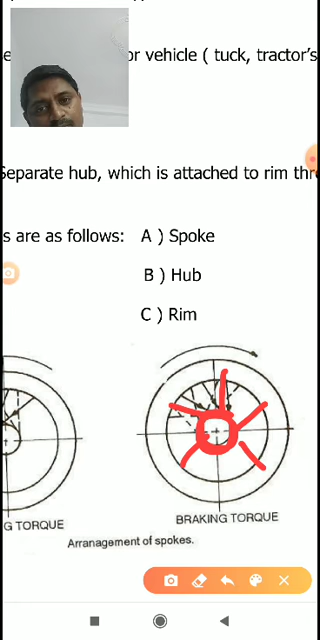 or vehicle ( tuck, tractor's
Separate hub, which is attached to rim
s are as follows: A ) Spoke
B ) Hub
C ) Rim
G TORQUE
BRAKING TORQUE
Arranagement of spokes.